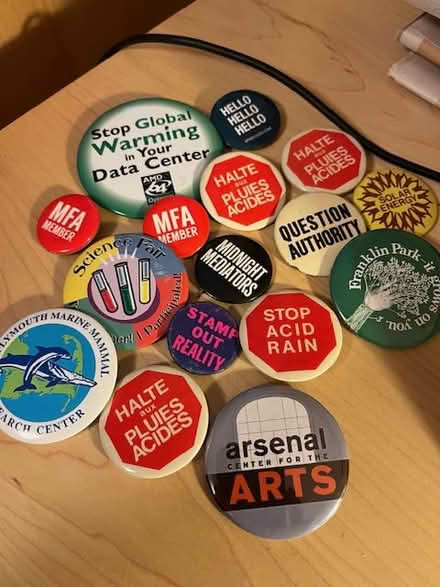 Stop Global
Warming
in Your
Data Center
AMD
64
HELLO
HELLO
HELLO
HALTE
aux
PLUIES
ACIDES
HALTE
aux
PLUIES
ACIDES
SOLAR
ENERGY
MFA
MEMBER
MFA
MEMBER
QUESTION
AUTHORITY
MIDNIGHT
MEDIATORS
Franklin Park-it
ON YOU.
Science Fair
I Participated!
STAMP
OUT
REALITY
STOP
ACID
RAIN
PLYMOUTH MARINE MAMMAL
RESEARCH CENTER
HALTE
aux
PLUIES
ACIDES
arsenal
CENTER FOR THE
ARTS